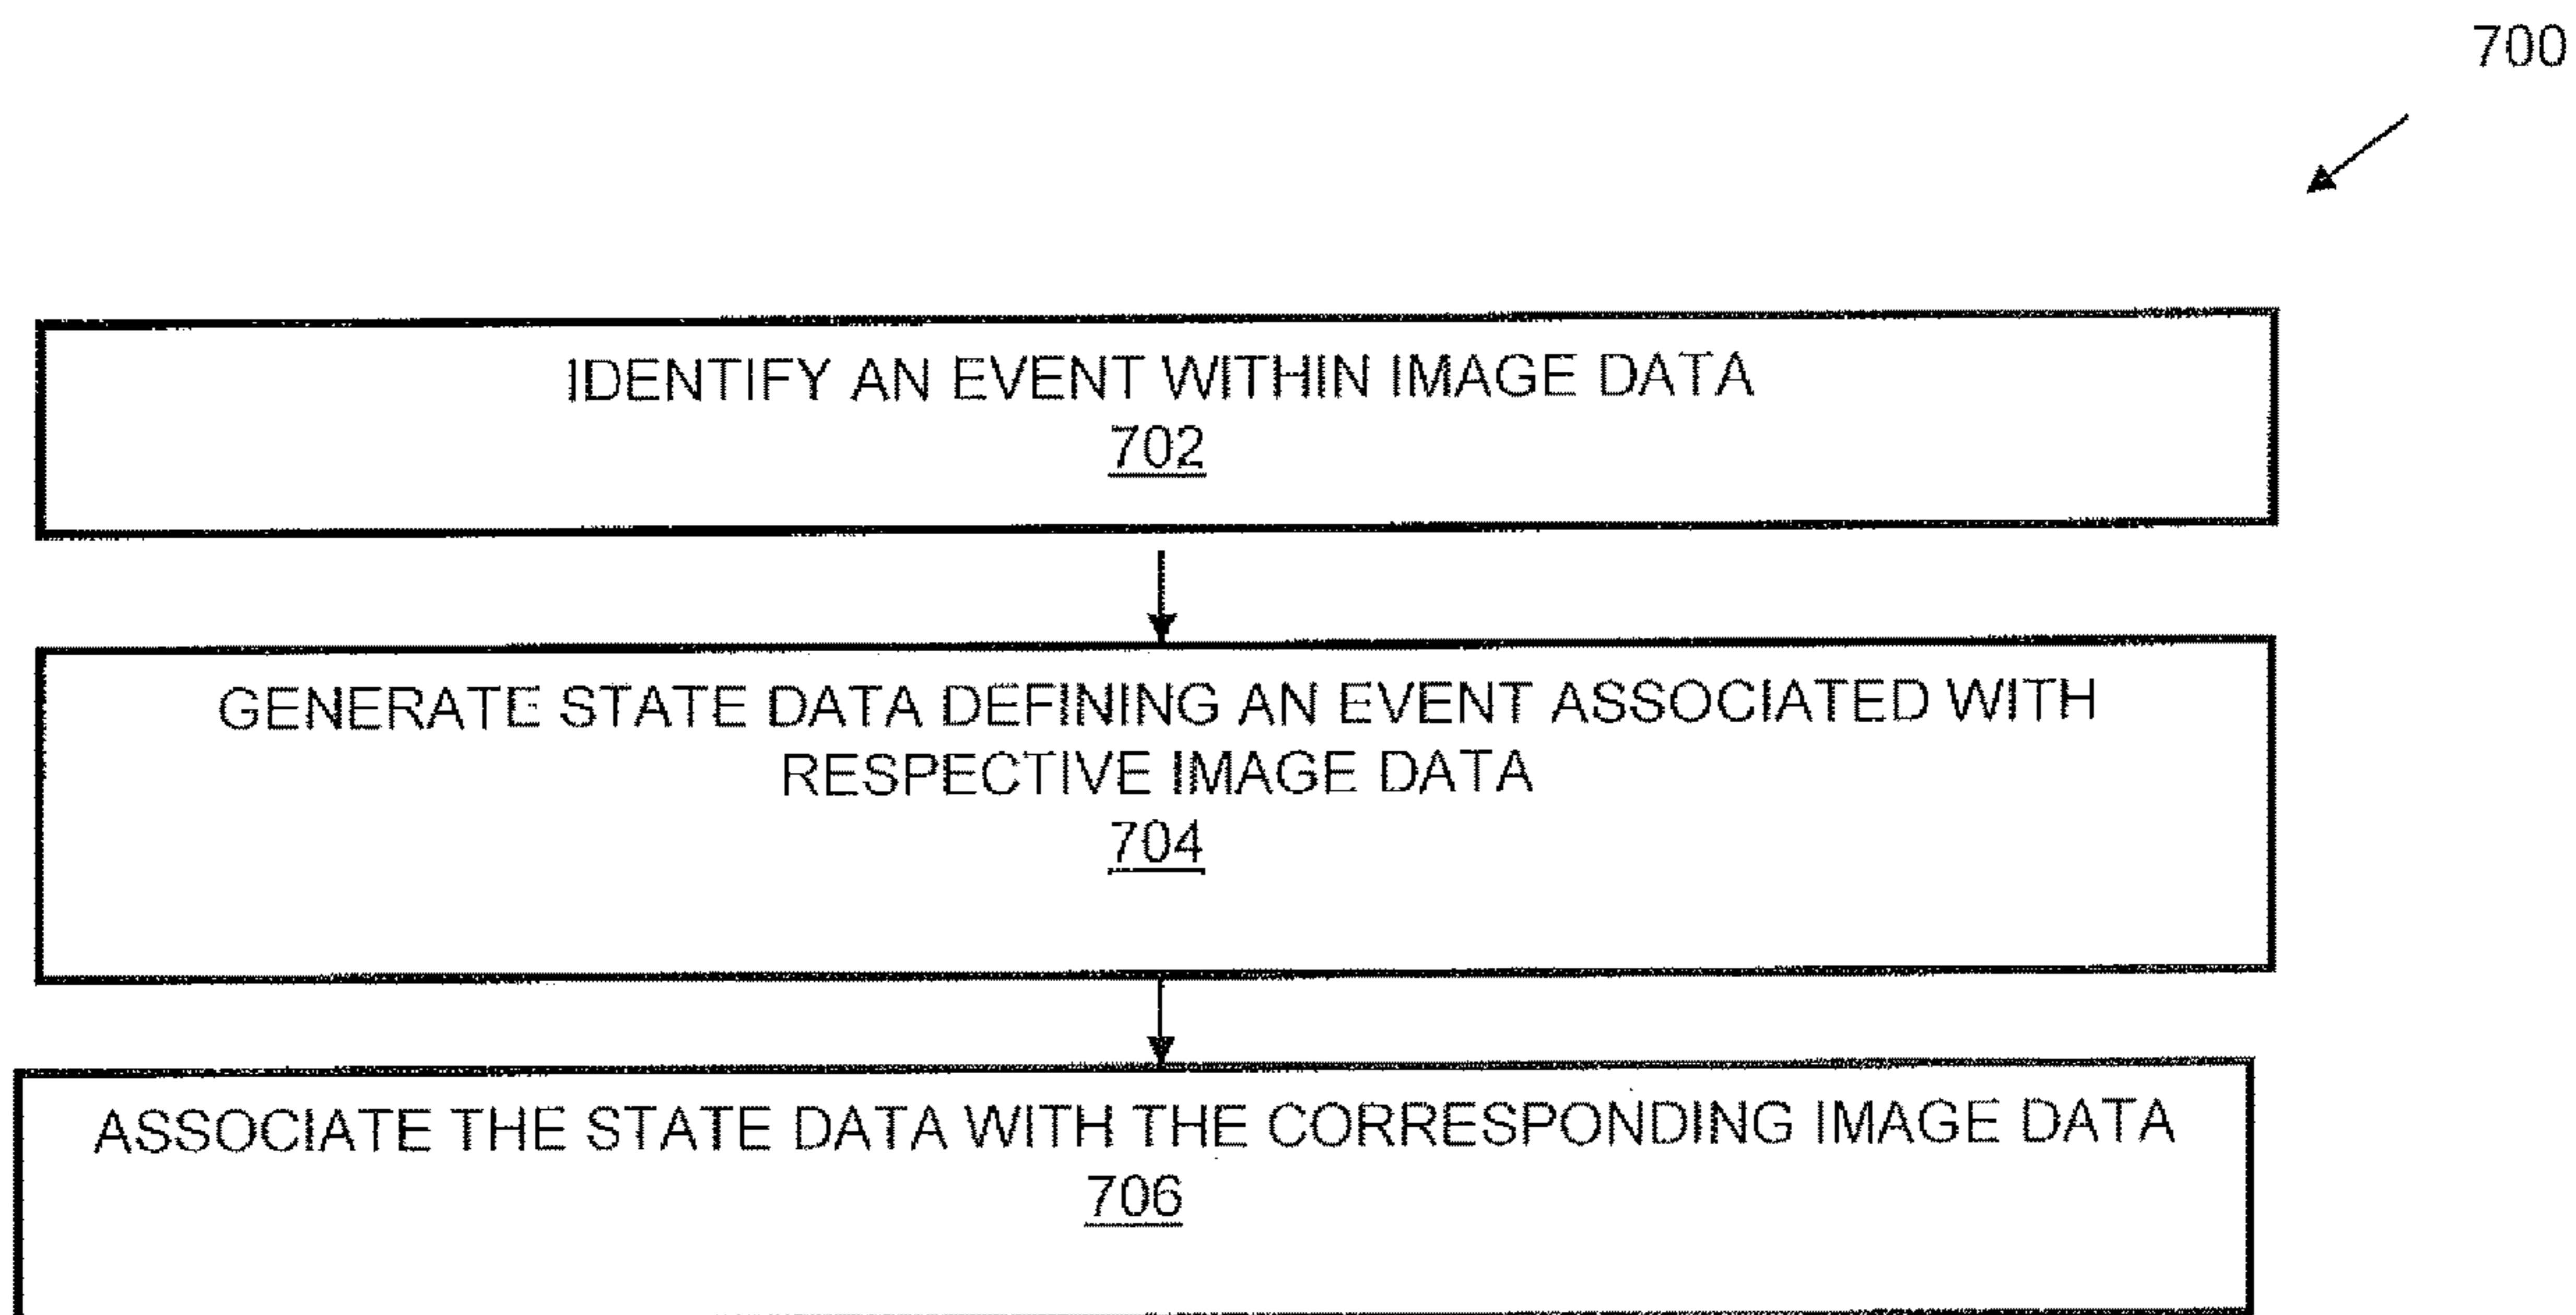 700
IDENTIFY AN EVENT WITHIN IMAGE DATA
702
GENERATE STATE DATA DEFINING AN EVENT ASSOCIATED WITH
RESPECTIVE IMAGE DATA
704
ASSOCIATE THE STATE DATA WITH THE CORRESPONDING IMAGE DATA
706